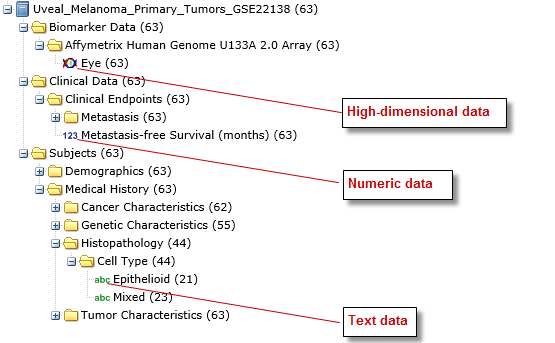 Uveal_Melanoma_Primary_Tumors_GSE22138 (63)
Biomarker Data (63)
Affymetrix Human Genome U133A 2.0 Array (63)
Eye (63)
Clinical Data (63)
Clinical Endpoints (63)
High-dimensional data
Metastasis (63)
123 Metastasis-free Survival (months) (63)
Subjects (63)
Demographics (63)
Numeric data
Medical History (63)
Cancer Characteristics (62)
Genetic Characteristics (55)
Histopathology (44)
Cell Type (44)
abc Epithelioid (21)
abc Mixed (23)
Tumor Characteristics (63)
Text data